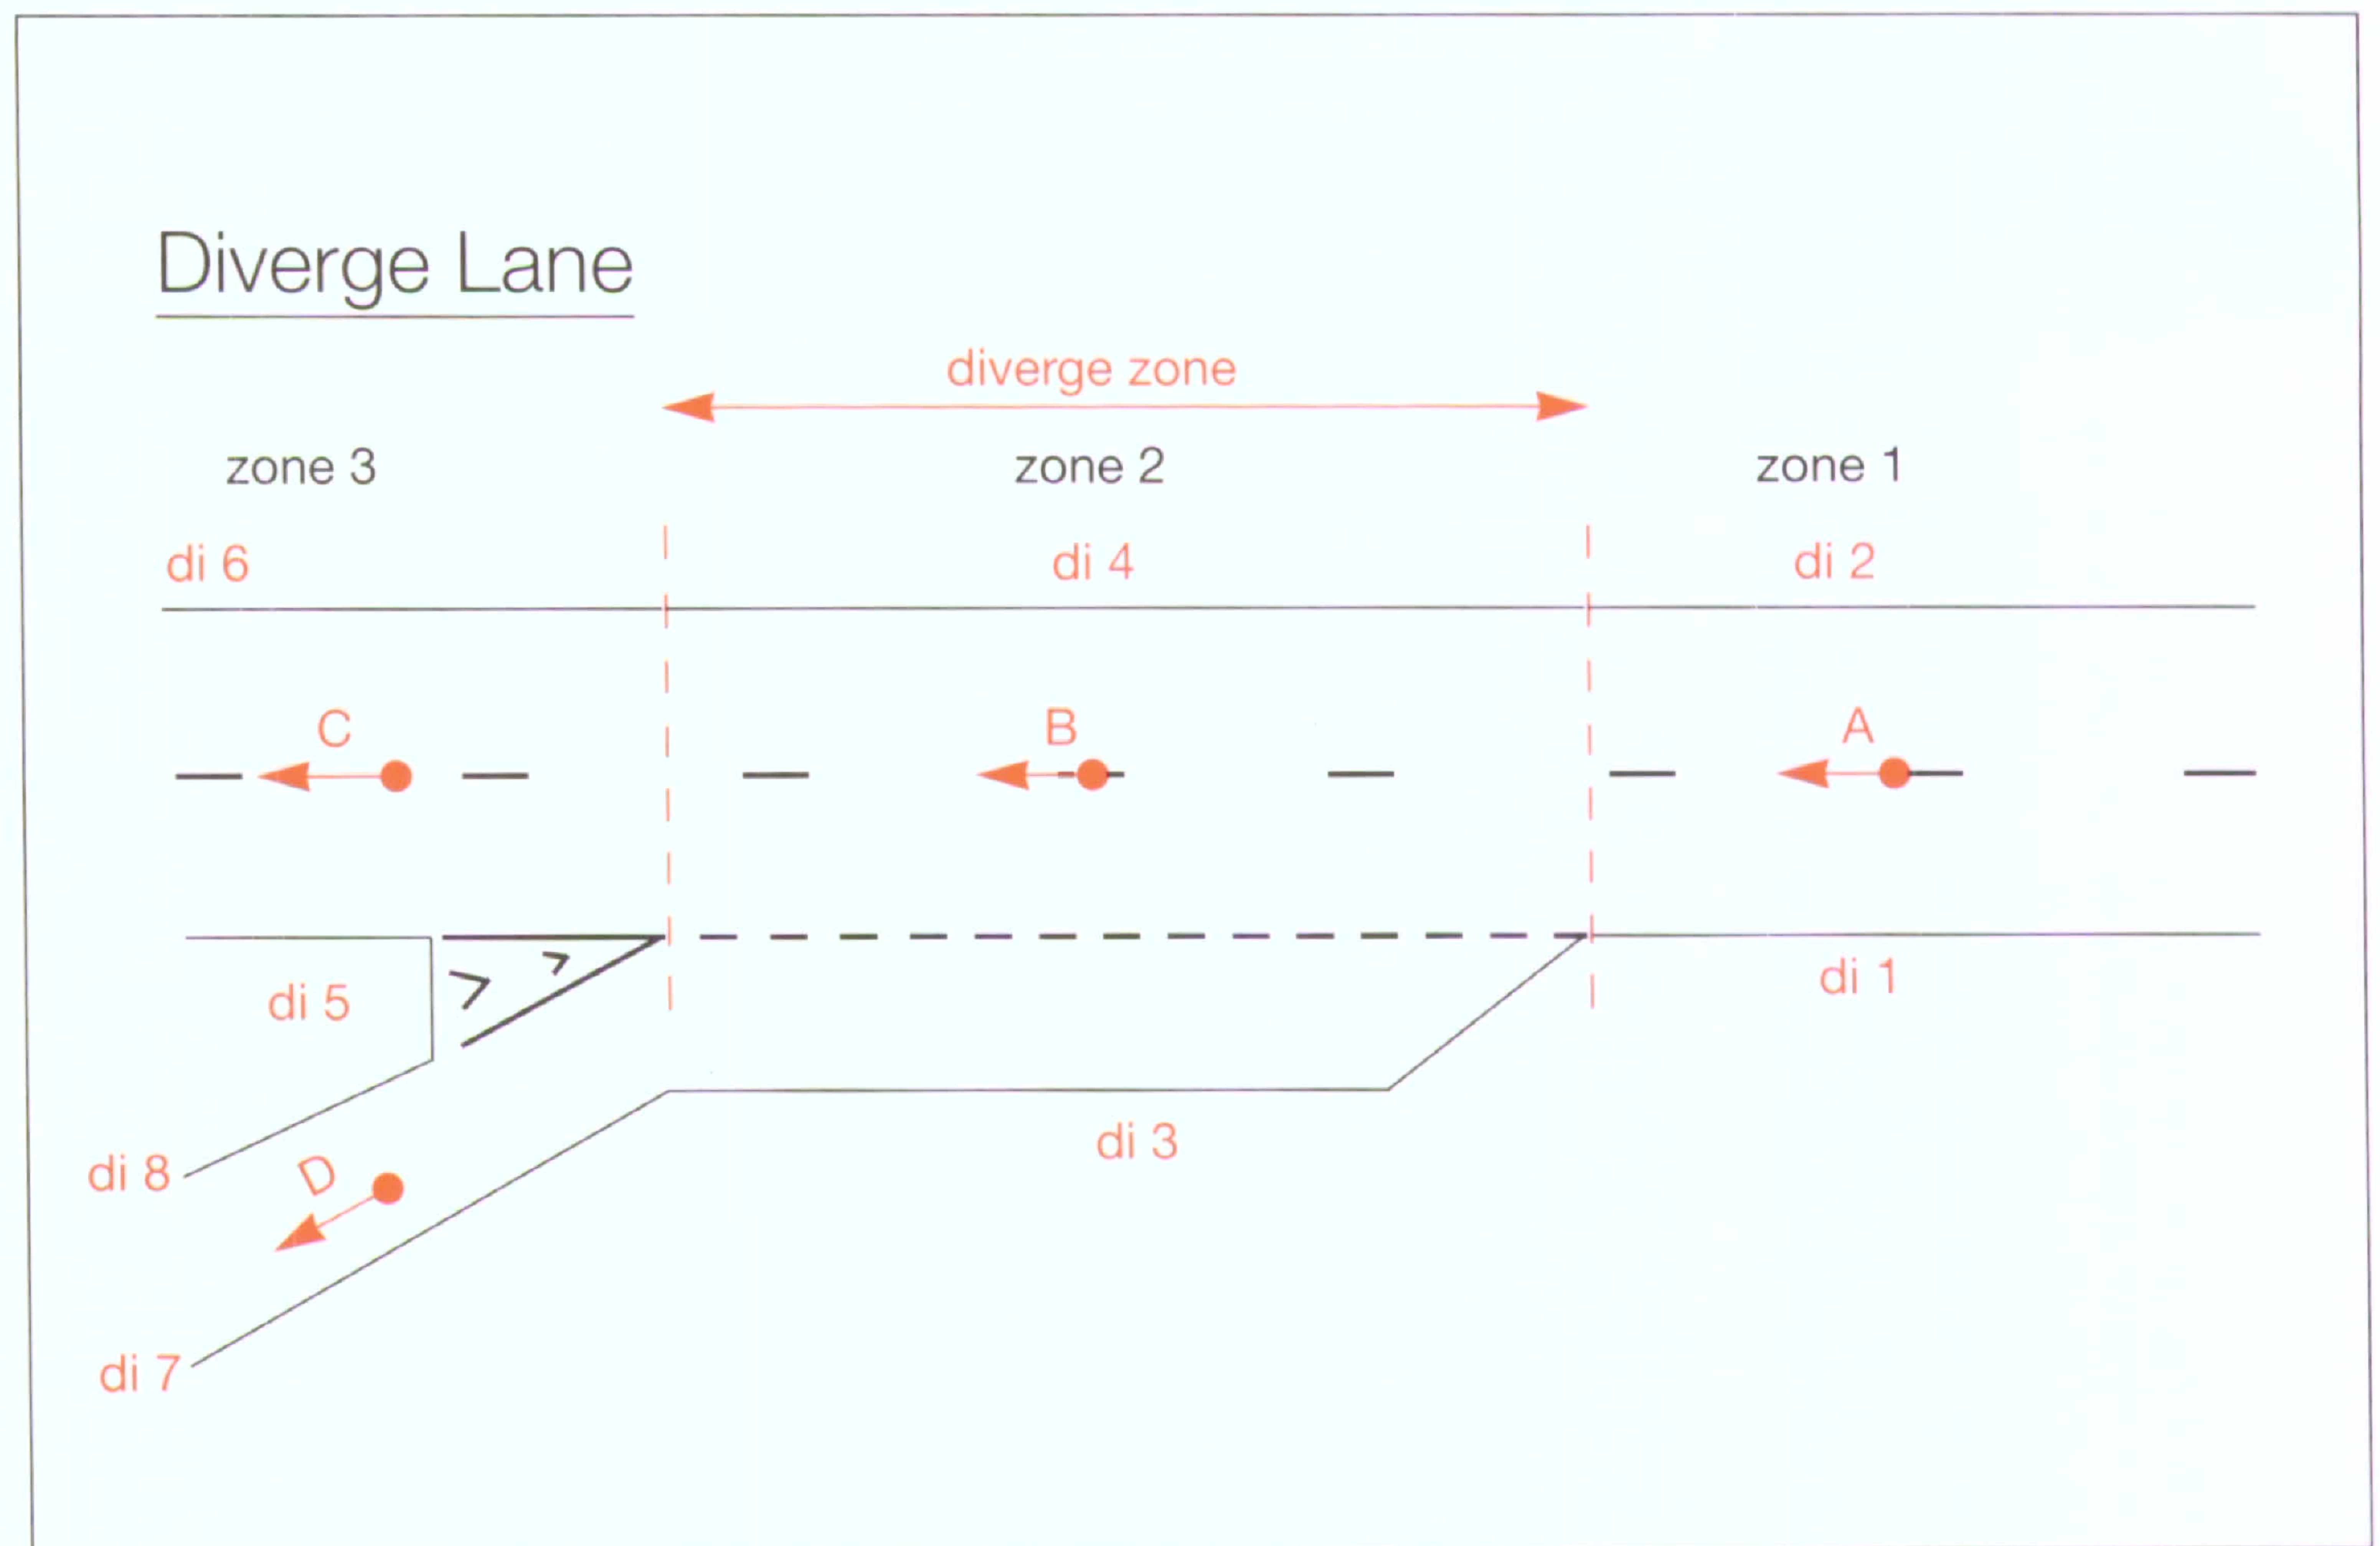 Diverge Lane
diverge zone
zone 3 zone 2 zone 1
di 6 di 4 di 2
C B A
di 5 di 1
di 3
di 8 D
di 7